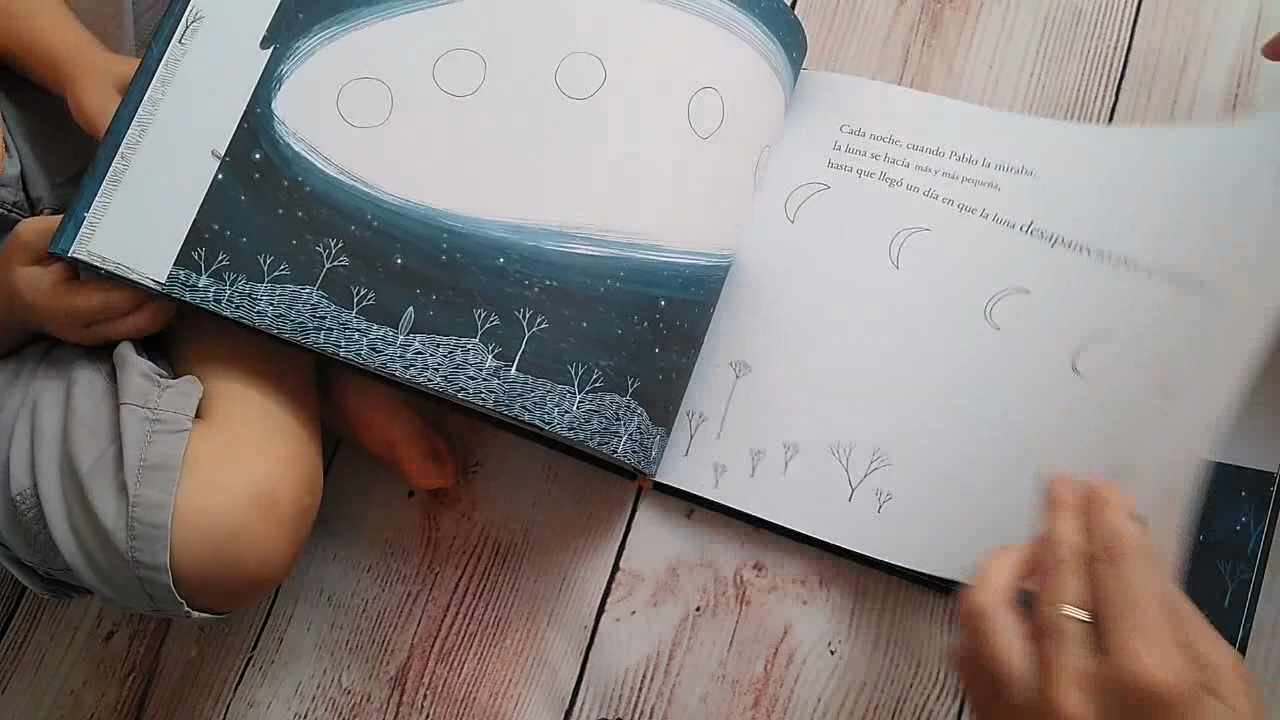 Cada noche, cuando Pablo la miraba,
la luna se hacía más y más pequeña,
hasta que llegó un día en que la luna